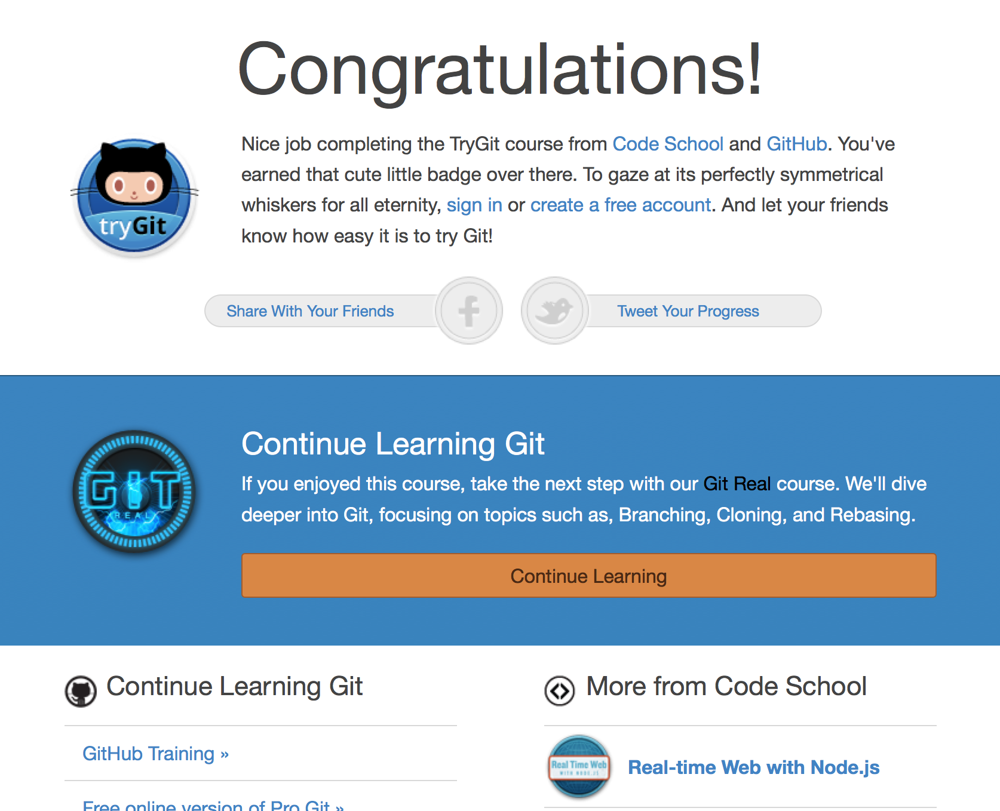 Congratulations!
Nice job completing the TryGit course from Code School and GitHub. You've
earned that cute little badge over there. To gaze at its perfectly symmetrical
whiskers for all eternity, sign in or create a free account. And let your friends
know how easy it is to try Git!
tryGit
Share With Your Friends
Tweet Your Progress
GIT
REAL
Continue Learning Git
If you enjoyed this course, take the next step with our Git Real course. We'll dive
deeper into Git, focusing on topics such as, Branching, Cloning, and Rebasing.
Continue Learning
Continue Learning Git
GitHub Training »
Free online version of Pro Git »
More from Code School
Real Time Web
WITH NODE.JS
Real-time Web with Node.js